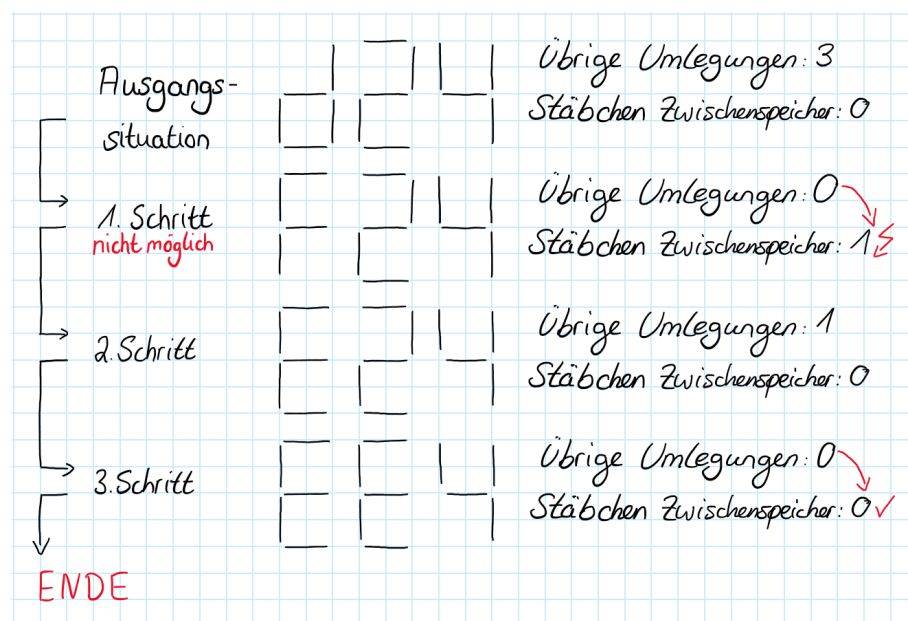 Ausgangs-
situation
Übrige Umlegungen: 3
Stäbchen Zwischenspeicher: 0
1. Schritt
nicht möglich
Übrige Umlegungen: 0
Stäbchen Zwischenspeicher: 1
2. Schritt
Übrige Umlegungen: 1
Stäbchen Zwischenspeicher: 0
3. Schritt
Übrige Umlegungen: 0
Stäbchen Zwischenspeicher: 0
ENDE